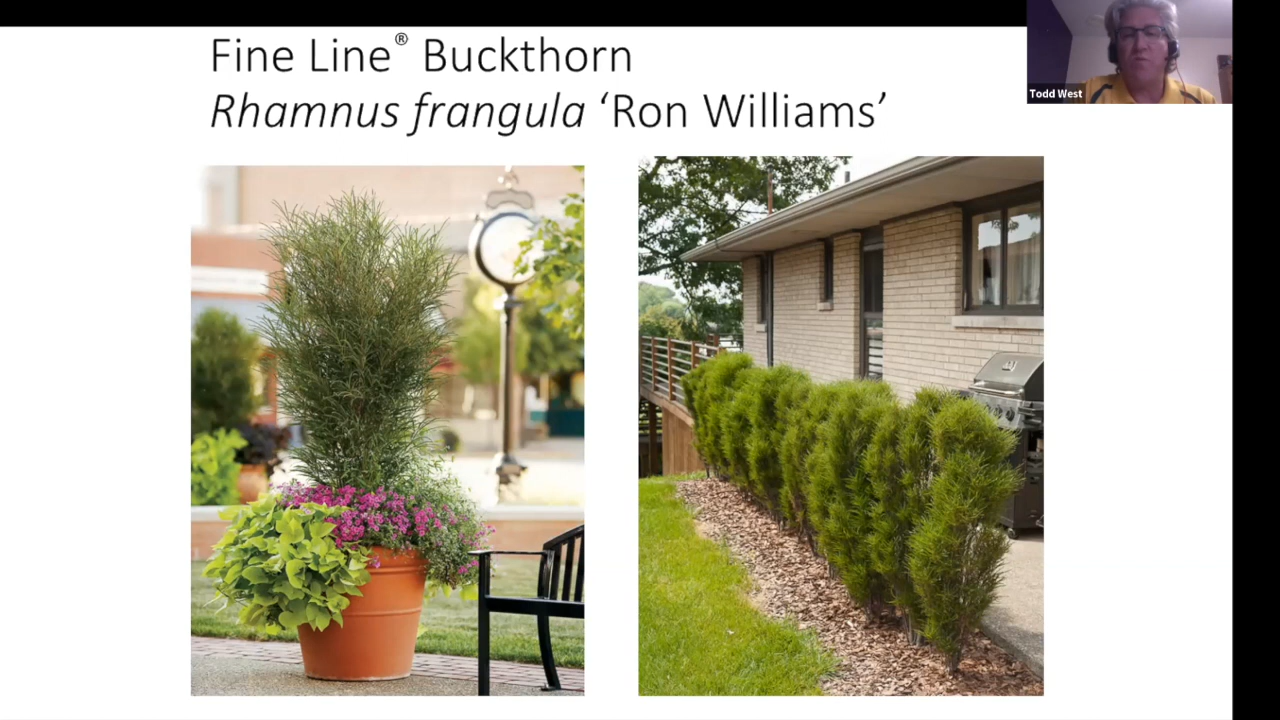 Fine Line® Buckthorn
Rhamnus frangula ‘Ron Williams’
Todd West